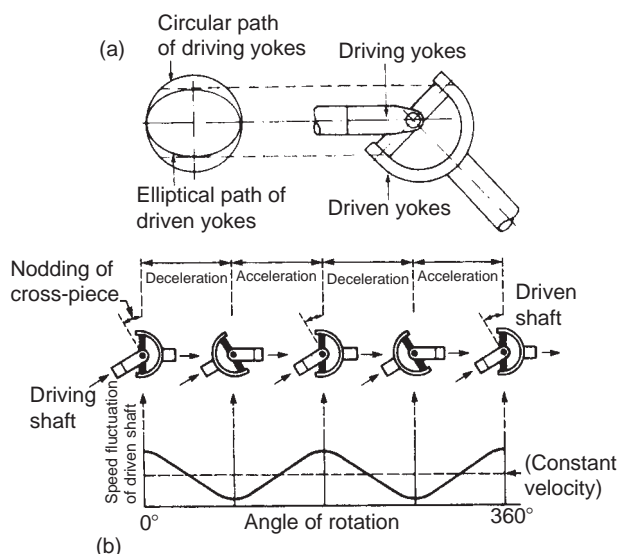 Circular path
of driving yokes
(a)
Driving yokes
Elliptical path of
driven yokes
Driven yokes
Nodding of
cross-piece
Deceleration
Acceleration
Deceleration
Acceleration
Driven
shaft
Driving
shaft
Speed fluctuation
of driven shaft
(Constant
velocity)
0°
Angle of rotation
360°
(b)